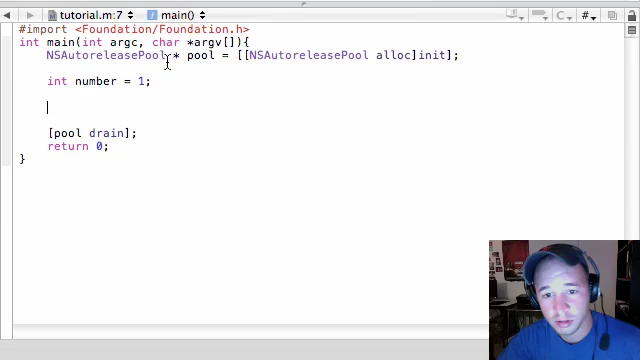 tutorial.m:7 main()
#import <Foundation/Foundation.h>
int main(int argc, char *argv[]){
NSAutoreleasePool * pool = [[NSAutoreleasePool alloc]init];
int number = 1;
[pool drain];
return 0;
}